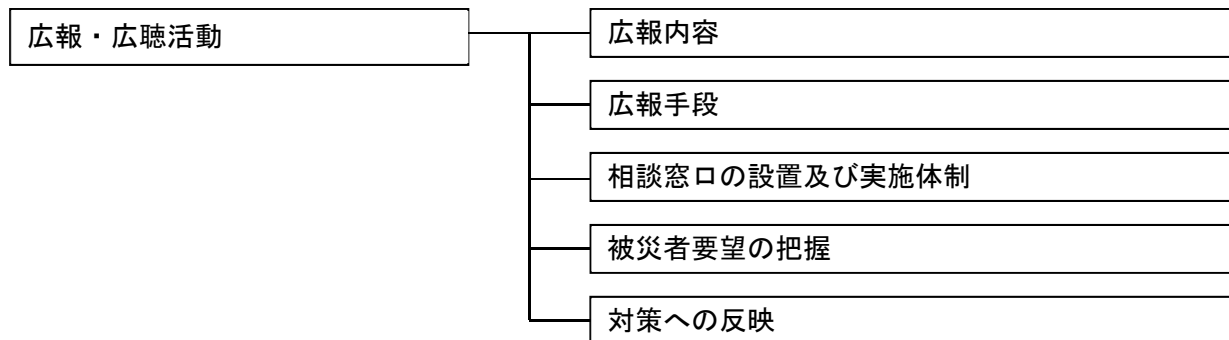 広報・広聴活動
広報内容
広報手段
相談窓口の設置及び実施体制
被災者要望の把握
対策への反映